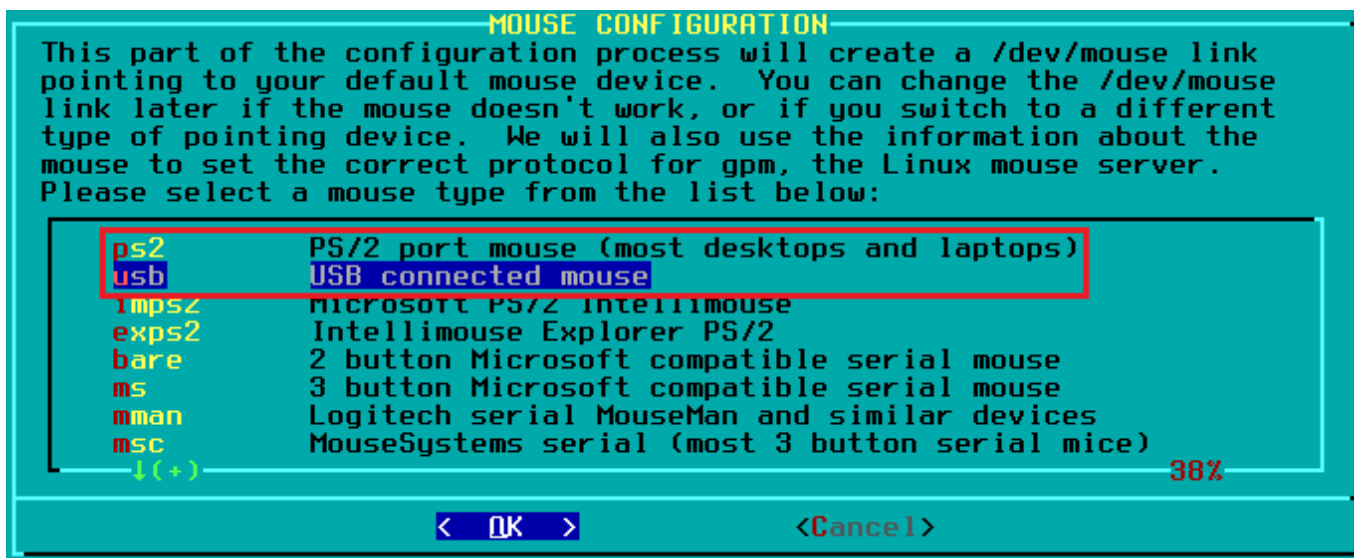 MOUSE CONFIGURATION
This part of the configuration process will create a /dev/mouse link
pointing to your default mouse device.  You can change the /dev/mouse
link later if the mouse doesn't work, or if you switch to a different
type of pointing device.  We will also use the information about the
mouse to set the correct protocol for gpm, the Linux mouse server.
Please select a mouse type from the list below:
ps2 PS/2 port mouse (most desktops and laptops)
usb USB connected mouse
imps2 Microsoft PS/2 Intellimouse
exps2 Intellimouse Explorer PS/2
bare 2 button Microsoft compatible serial mouse
ms 3 button Microsoft compatible serial mouse
mman Logitech serial MouseMan and similar devices
msc MouseSystems serial (most 3 button serial mice)
↓(+) 38%
< OK > <Cancel>